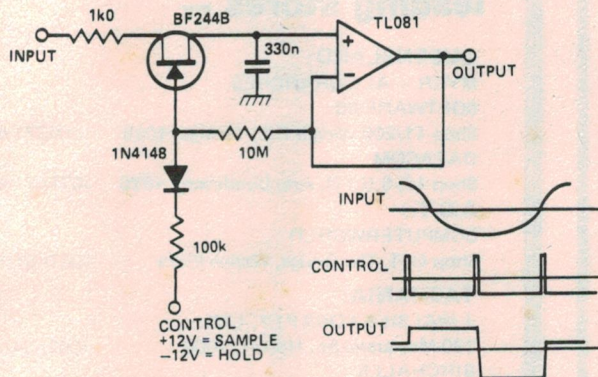 1k0
BF244B
TL081
INPUT
330n
+
−
OUTPUT
1N4148
10M
100k
CONTROL
+12V = SAMPLE
−12V = HOLD
INPUT
CONTROL
OUTPUT